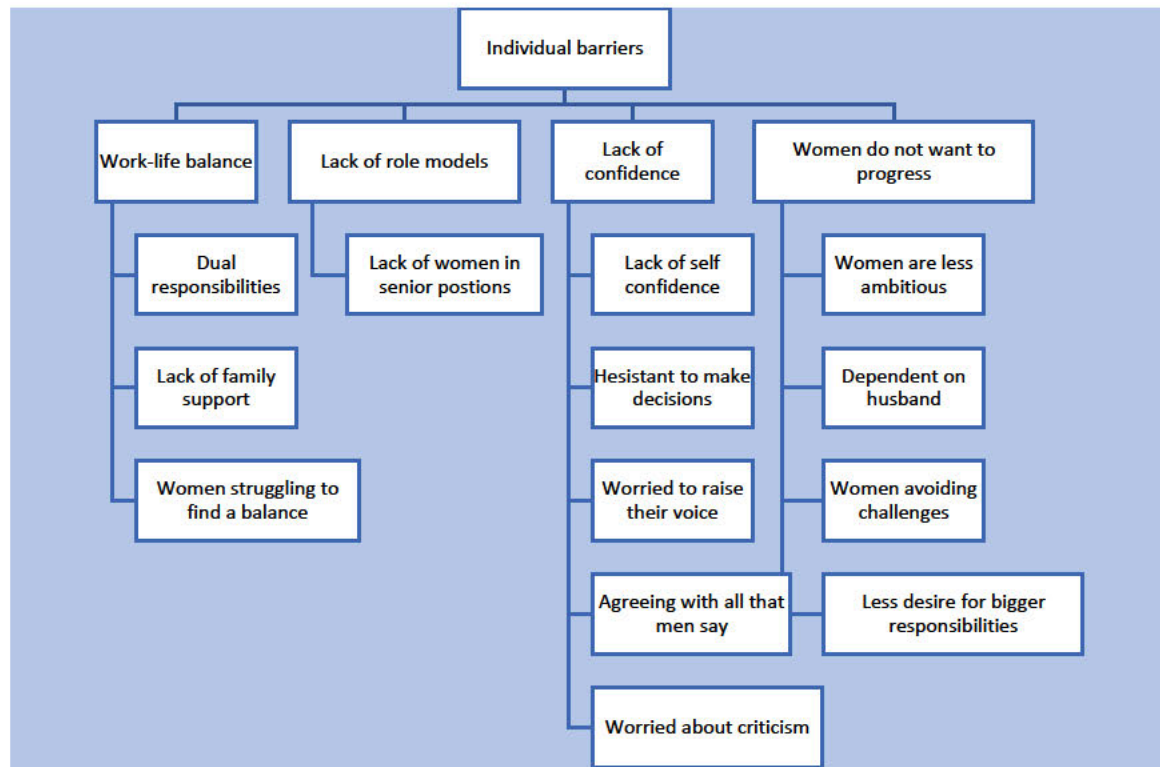 Individual barriers
Work-life balance
Lack of role models
Lack of
confidence
Women do not want to
progress
Dual
responsibilities
Lack of family
support
Women struggling to
find a balance
Lack of women in
senior postions
Lack of self
confidence
Hesistant to make
decisions
Worried to raise
their voice
Agreeing with all that
men say
Worried about criticism
Women are less
ambitious
Dependent on
husband
Women avoiding
challenges
Less desire for bigger
responsibilities